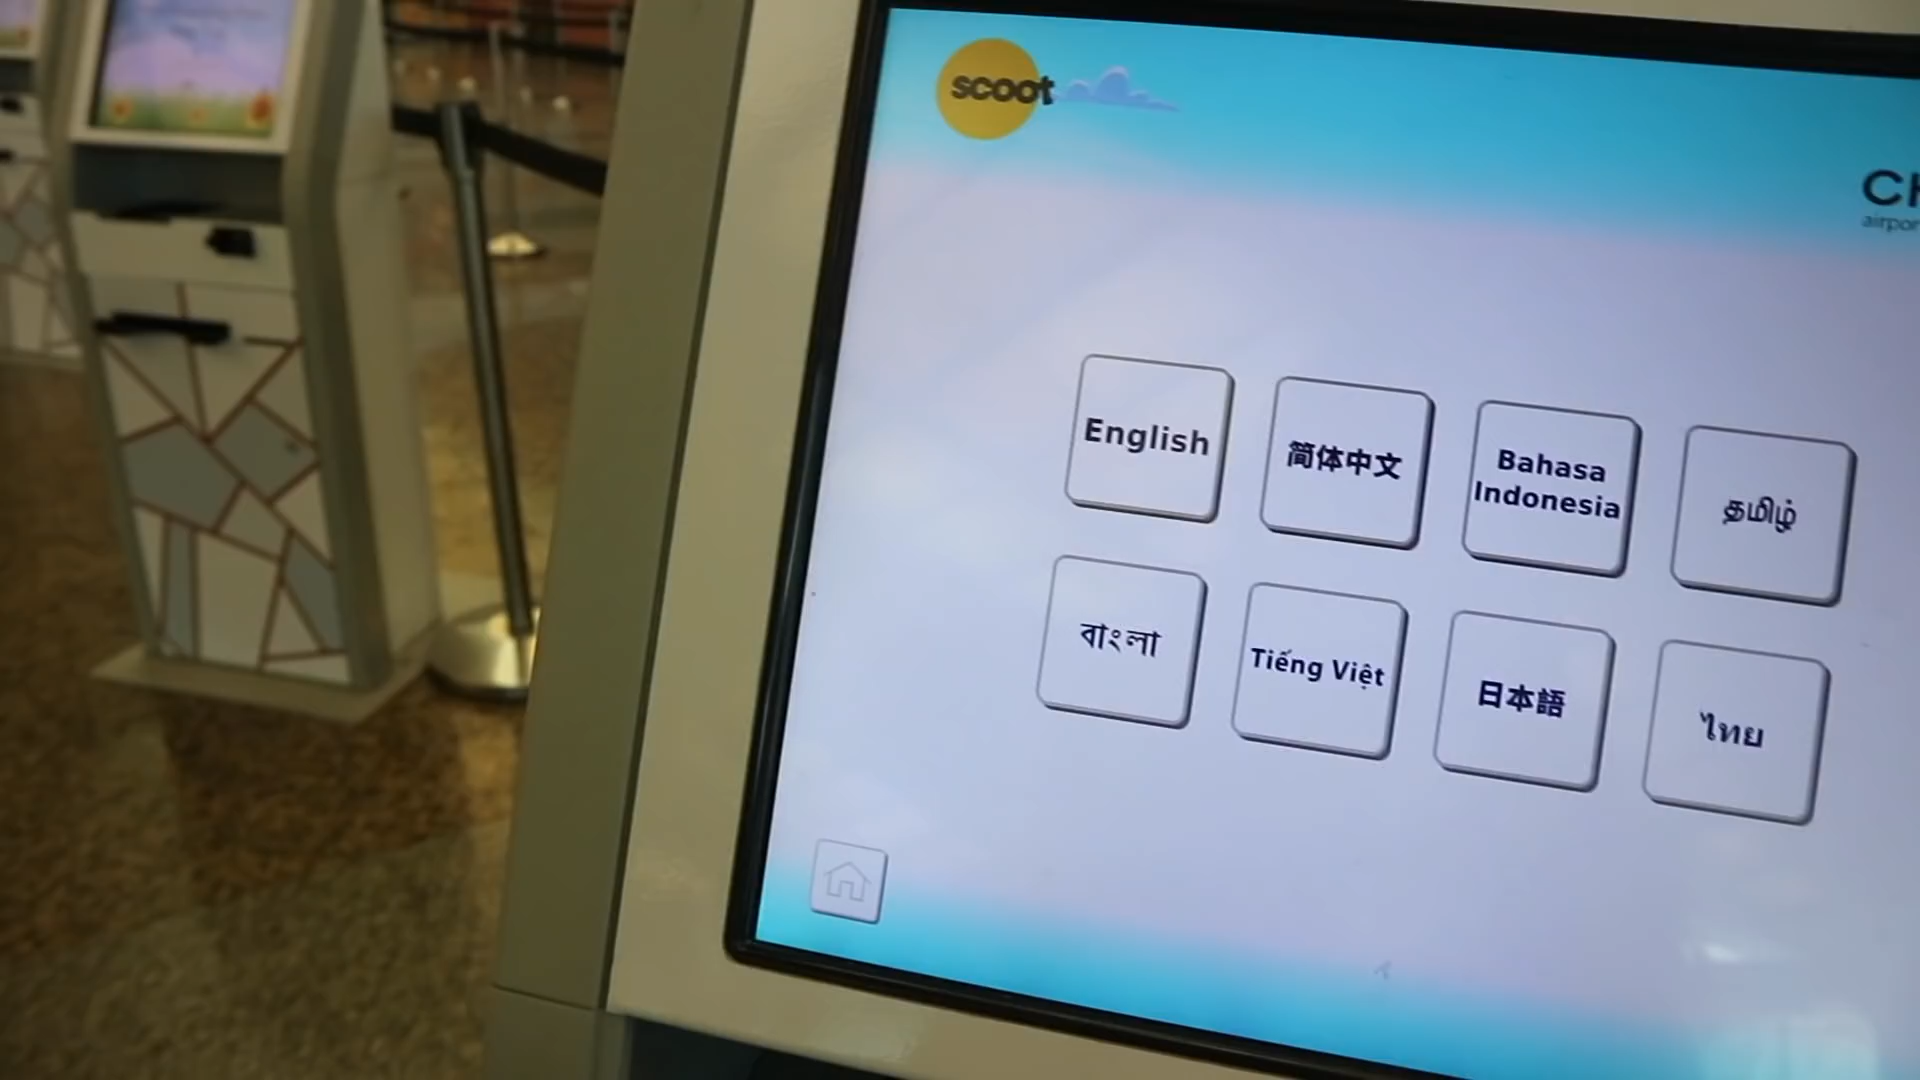 scoot
English
简体中文
Bahasa
Indonesia
தமிழ்
বাংলা
Tiếng Việt
日本語
ไทย